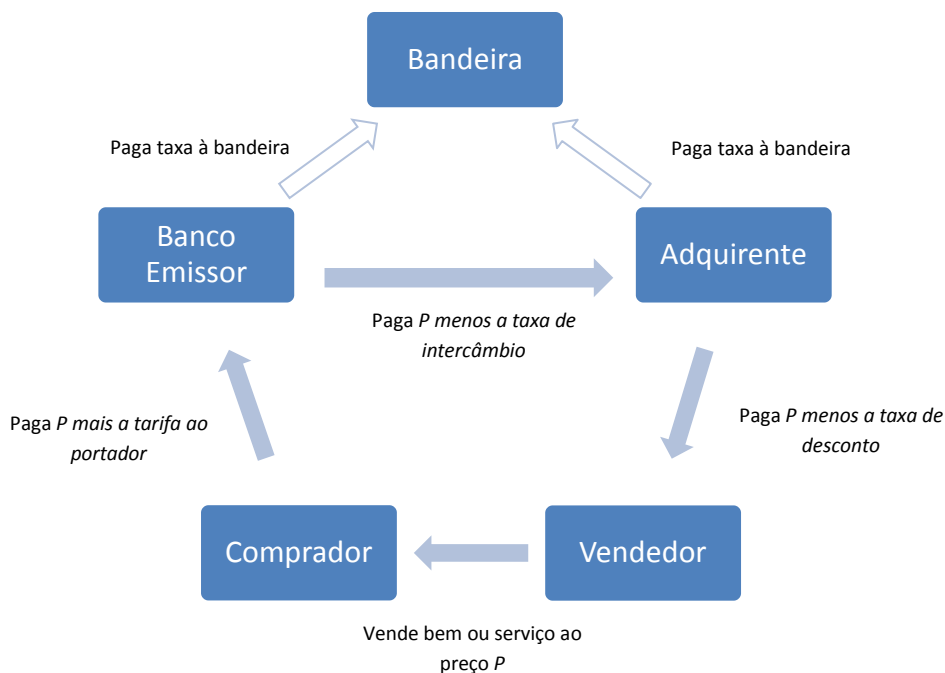 Bandeira
Paga taxa à bandeira
Paga taxa à bandeira
Banco
Emissor
Adquirente
Paga P menos a taxa de
intercâmbio
Paga P mais a tarifa ao
portador
Paga P menos a taxa de
desconto
Comprador
Vendedor
Vende bem ou serviço ao
preço P